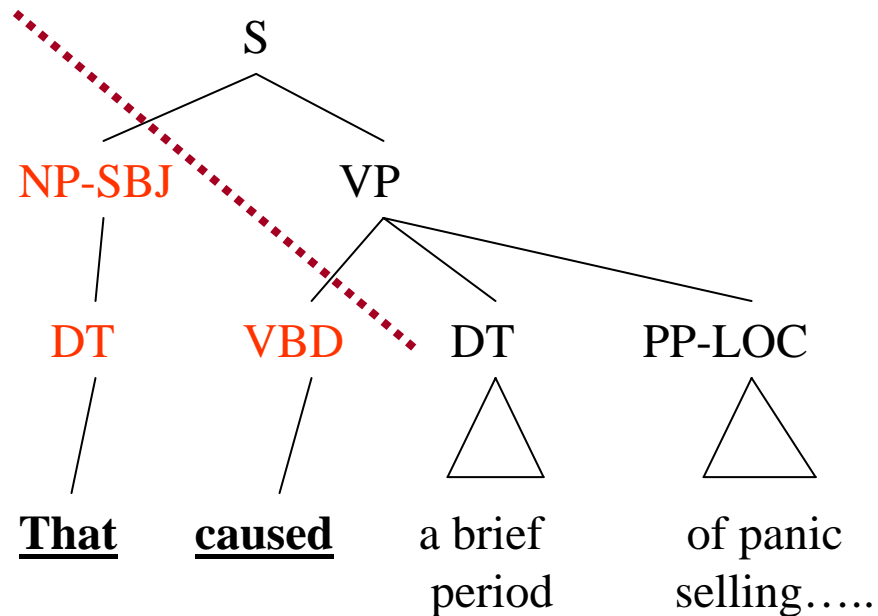 S
NP-SBJ VP
DT VBD DT PP-LOC
That caused a brief of panic
period selling…..